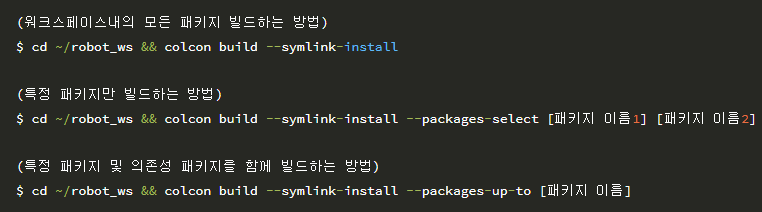 (워크스페이스내의 모든 패키지 빌드하는 방법)
$ cd ~/robot_ws && colcon build --symlink-install
(특정 패키지만 빌드하는 방법)
$ cd ~/robot_ws && colcon build --symlink-install --packages-select [패키지 이름1] [패키지 이름2]
(특정 패키지 및 의존성 패키지를 함께 빌드하는 방법)
$ cd ~/robot_ws && colcon build --symlink-install --packages-up-to [패키지 이름]